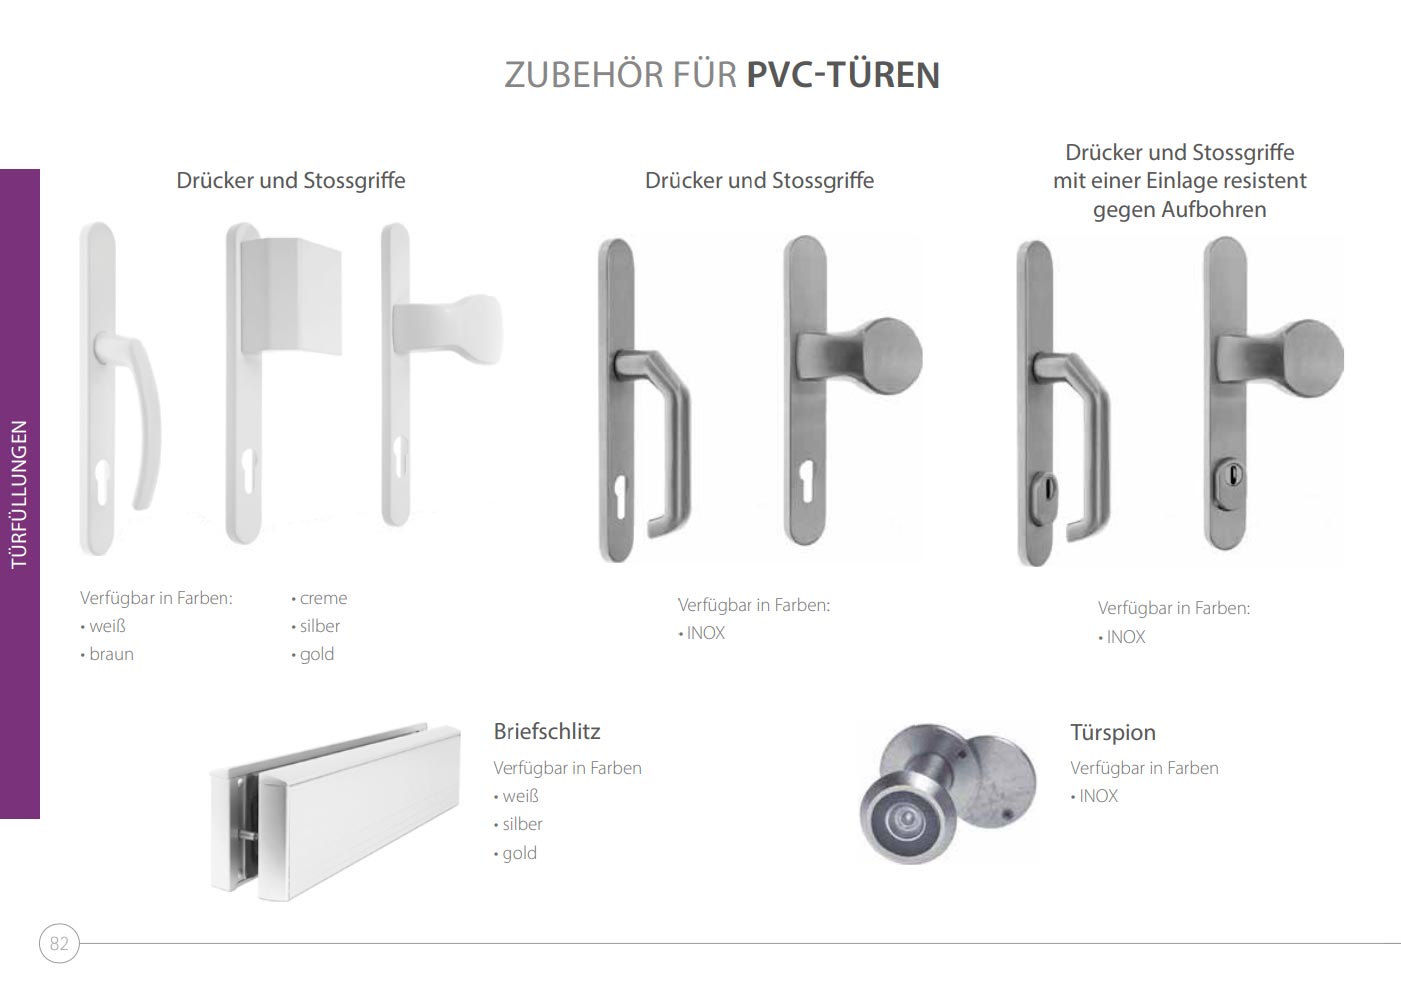 ZUBEHÖR FÜR PVC-TÜREN
TÜRFÜLLUNGEN
Drücker und Stossgriffe
Verfügbar in Farben:
• weiß
• braun
• creme
• silber
• gold
Drücker und Stossgriffe
Verfügbar in Farben:
• INOX
Drücker und Stossgriffe
mit einer Einlage resistent
gegen Aufbohren
Verfügbar in Farben:
• INOX
Briefschlitz
Verfügbar in Farben
• weiß
• silber
• gold
Türspion
Verfügbar in Farben
• INOX
82